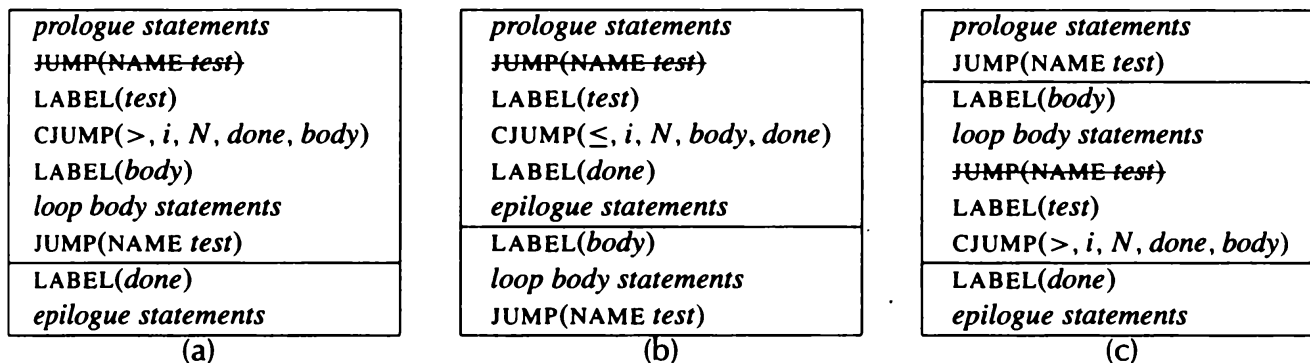 prologue statements
JUMP(NAME test)
LABEL(test)
CJUMP(>, i, N, done, body)
LABEL(body)
loop body statements
JUMP(NAME test)
LABEL(done)
epilogue statements
(a)
prologue statements
JUMP(NAME test)
LABEL(test)
CJUMP(≤, i, N, body, done)
LABEL(done)
epilogue statements
LABEL(body)
loop body statements
JUMP(NAME test)
(b)
prologue statements
JUMP(NAME test)
LABEL(body)
loop body statements
JUMP(NAME test)
LABEL(test)
CJUMP(>, i, N, done, body)
LABEL(done)
epilogue statements
(c)